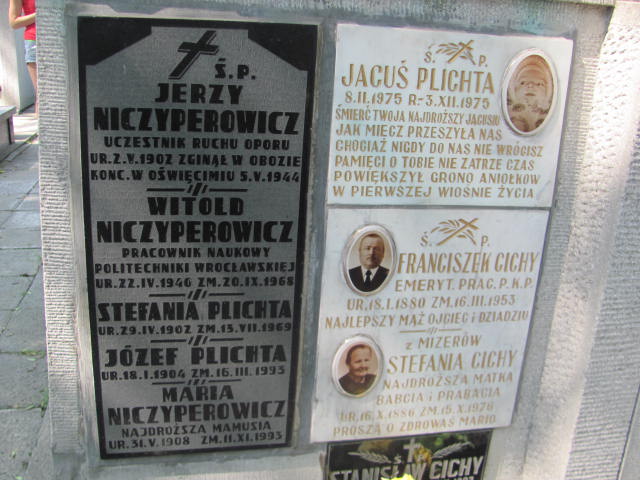 Ś.P.
JERZY
NICZYPEROWICZ
UCZESTNIK RUCHU OPORU
UR.2.V.1902 ZGINĄŁ W OBOZIE
KONC.W OŚWIĘCIMIU 5.V.1944
WITOLD
NICZYPEROWICZ
PRACOWNIK NAUKOWY
POLITECHNIKI WROCŁAWSKIEJ
UR.22.IV.1946 ZM.20.IX.1968
STEFANIA PLICHTA
UR.29.IV.1902 ZM.13.VII.1969
JÓZEF PLICHTA
UR.18.I.1904 ZM.16.III.1993
MARIA
NICZYPEROWICZ
NAJDROŻSZA MAMUSIA
UR.31.V.1908 ZM.11.XI.1993
Ś. P.
JACUŚ PLICHTA
8.II.1975 R-3.XII.1975
ŚMIERĆ TWOJA NAJDROŻSZY JACUSIU
JAK MIECZ PRZESZYŁA NAS
CHOCIAŻ NIGDY DO NAS NIE WRÓCISZ
PAMIĘCI O TOBIE NIE ZATRZE CZAS
POWIĘKSZYŁ GRONO ANIOŁKÓW
W PIERWSZEJ WIOŚNIE ŻYCIA
Ś. P.
FRANCISZEK CICHY
EMERYT. PRAC. P.K.P.
UR.18.I.1880 ZM.16.III.1953
NAJLEPSZY MĄŻ OJCIEC I DZIADZIU
z MIZERÓW
STEFANIA CICHY
NAJDROŻSZA MATKA
BABCIA i PRABACIA
UR.16.X.1886 ZM.15.X.1976
PROSZĄ O ZDROWAŚ MARIO
Ś. P.
STANISŁAW CICHY